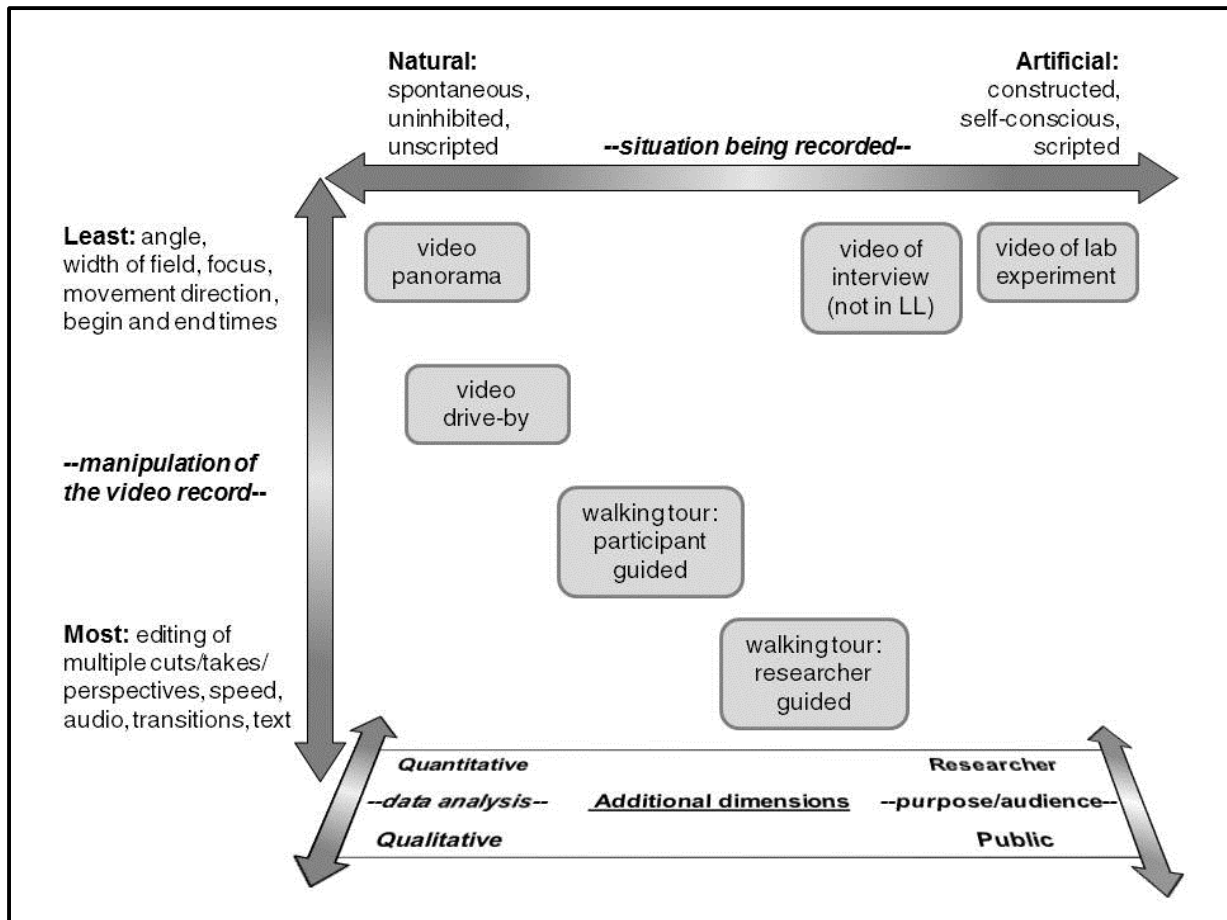 Natural:
spontaneous,
uninhibited,
unscripted
--situation being recorded--
Artificial:
constructed,
self-conscious,
scripted
Least: angle,
width of field, focus,
movement direction,
begin and end times
video
panorama
video of
interview
(not in LL)
video of lab
experiment
video
drive-by
--manipulation of
the video record--
walking tour:
participant
guided
Most: editing of
multiple cuts/takes/
perspectives, speed,
audio, transitions, text
walking tour:
researcher
guided
Quantitative
--data analysis--
Qualitative
Additional dimensions
Researcher
--purpose/audience--
Public